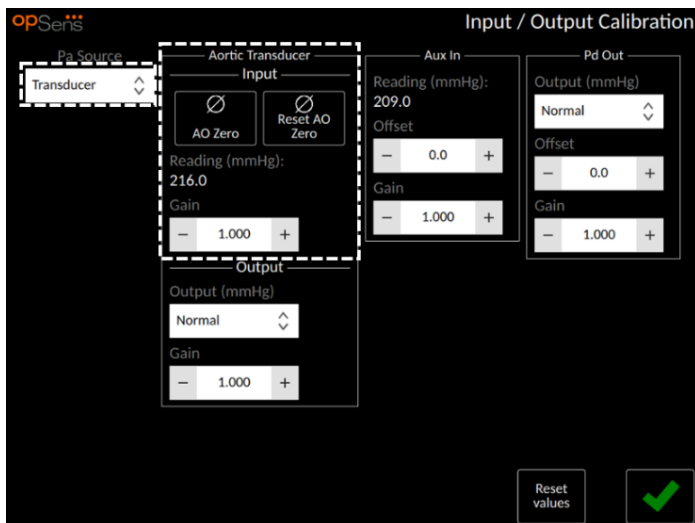 opSens
Input / Output Calibration
Pa Source
Transducer
Aortic Transducer
Input
AO Zero
Reset AO
Zero
Reading (mmHg):
216.0
Gain
− 1.000 +
Output
Output (mmHg)
Normal
Gain
− 1.000 +
Aux In
Reading (mmHg):
209.0
Offset
− 0.0 +
Gain
− 1.000 +
Pd Out
Output (mmHg)
Normal
Offset
− 0.0 +
Gain
− 1.000 +
Reset
values